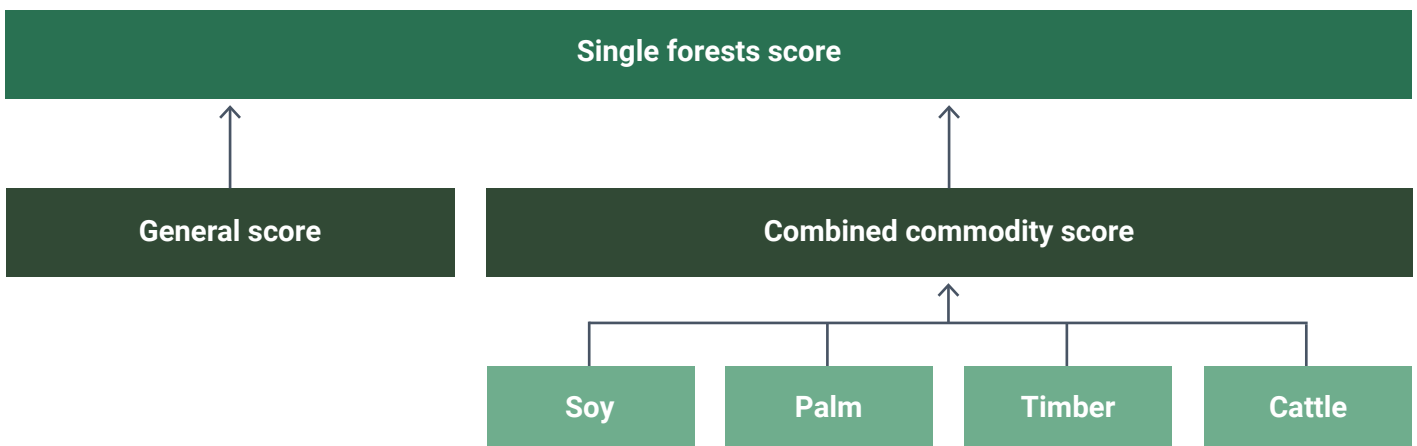 Single forests score
General score
Combined commodity score
Soy
Palm
Timber
Cattle